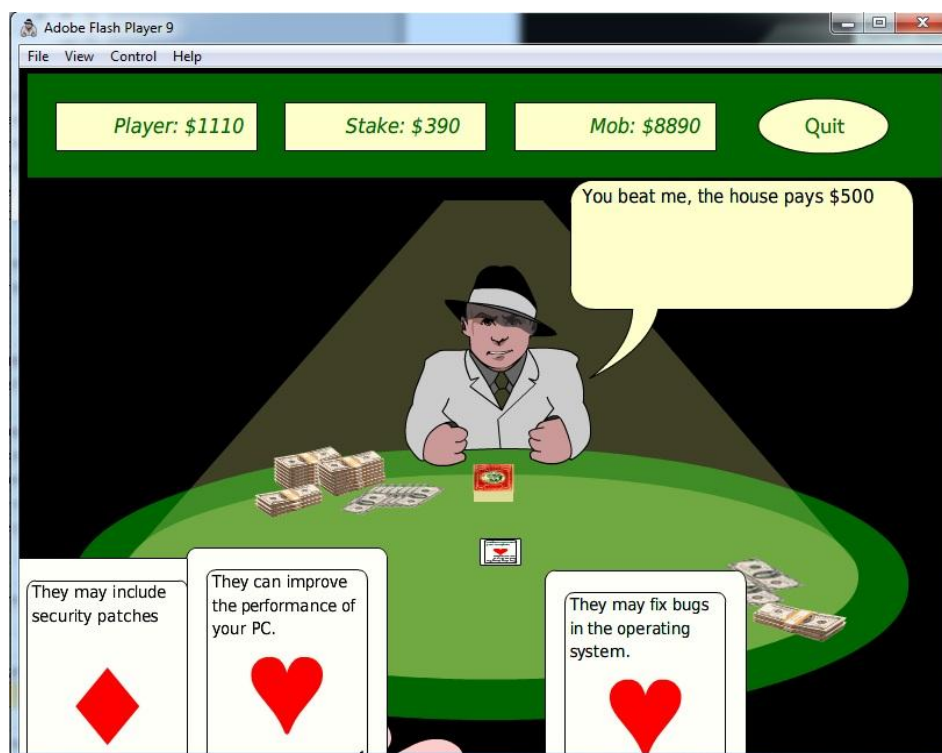 Adobe Flash Player 9
File View Control Help
Player: $1110
Stake: $390
Mob: $8890
Quit
You beat me, the house pays $500
They may include
security patches
They can improve
the performance of
your PC.
They may fix bugs
in the operating
system.